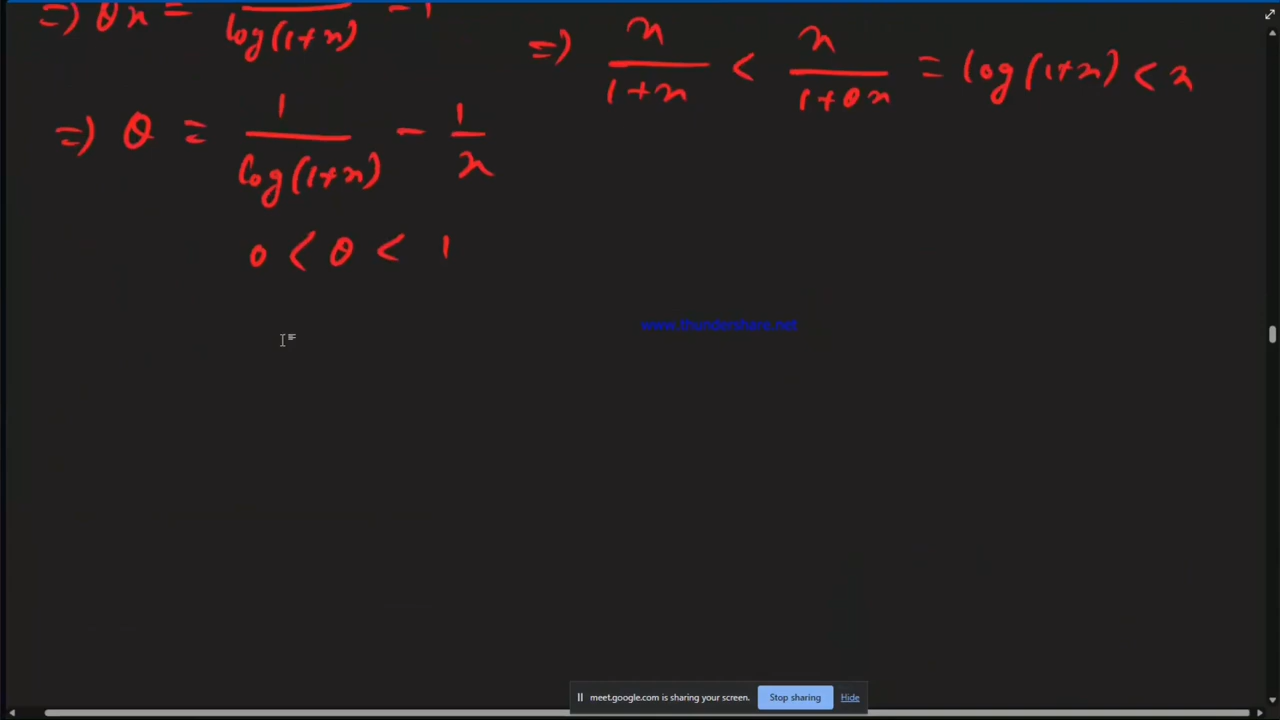 =) θx = / log(1+x) - 1
=) θ = 1/log(1+x) - 1/x
0 < θ < 1
=) x/1+x < x/1+θx = log(1+x) < x
www.thundershare.net
meet.google.com is sharing your screen. Stop sharing Hide